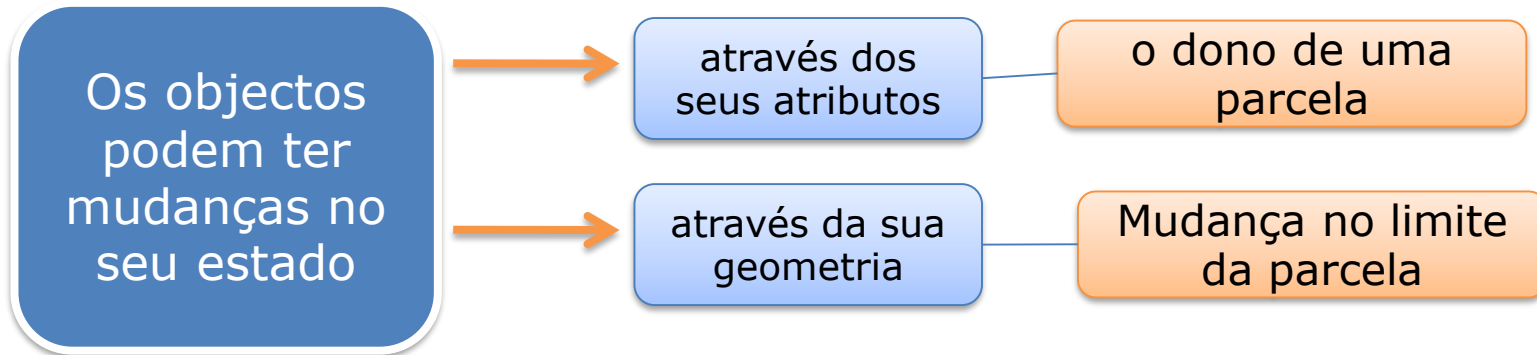 Os objectos
podem ter
mudanças no
seu estado
através dos
seus atributos
o dono de uma
parcela
através da sua
geometria
Mudança no limite
da parcela